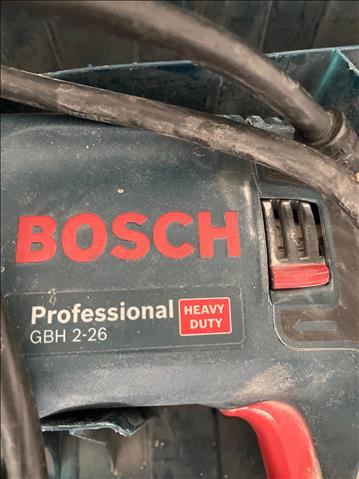 BOSCH
Professional
HEAVY
DUTY
GBH 2-26